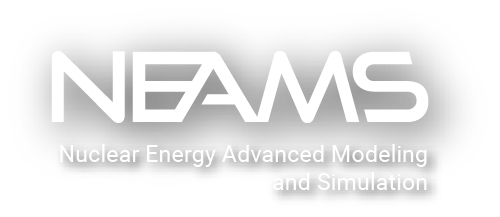 NEAMS
Nuclear Energy Advanced Modeling
and Simulation